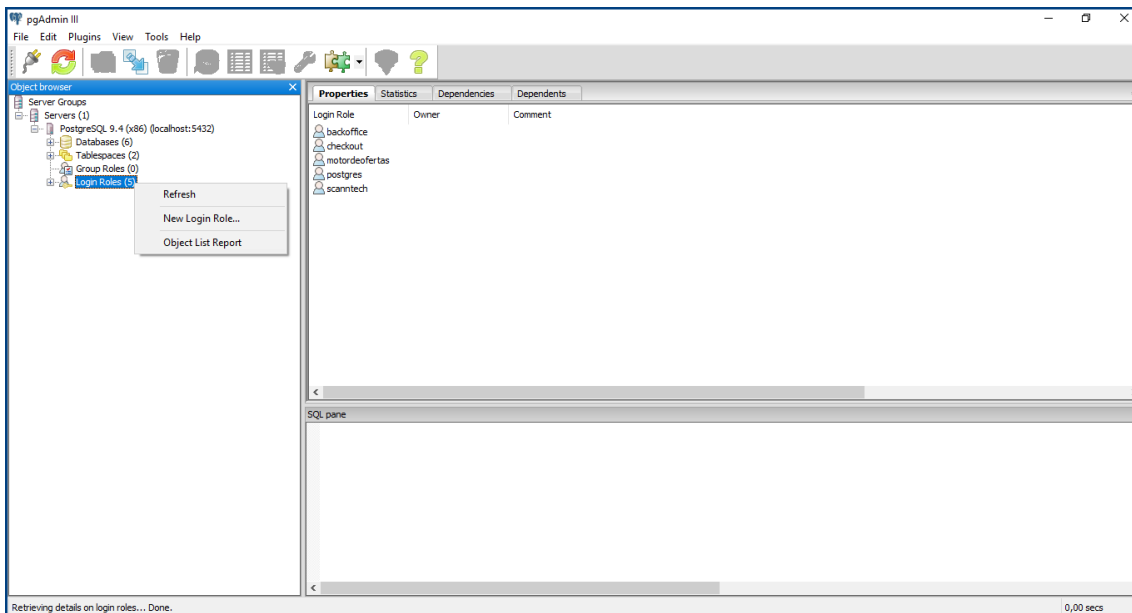 pgAdmin III
File Edit Plugins View Tools Help
Object browser
Server Groups
Servers (1)
PostgreSQL 9.4 (x86) (localhost:5432)
Databases (6)
Tablespaces (2)
Group Roles (0)
Login Roles (5)
Refresh
New Login Role...
Object List Report
Properties Statistics Dependencies Dependents
Login Role Owner Comment
backoffice
checkout
motordeofertas
postgres
scanntech
SQL pane
Retrieving details on login roles... Done. 0,00 secs